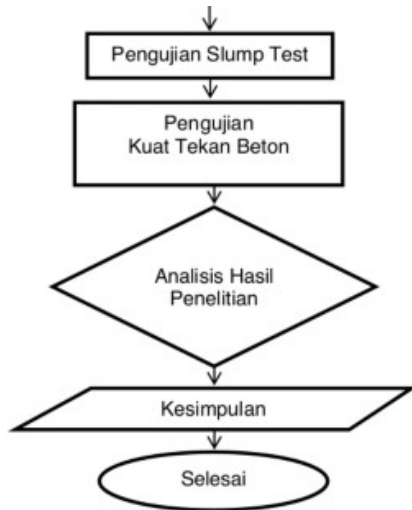 Pengujian Slump Test
Pengujian
Kuat Tekan Beton
Analisis Hasil
Penelitian
Kesimpulan
Selesai